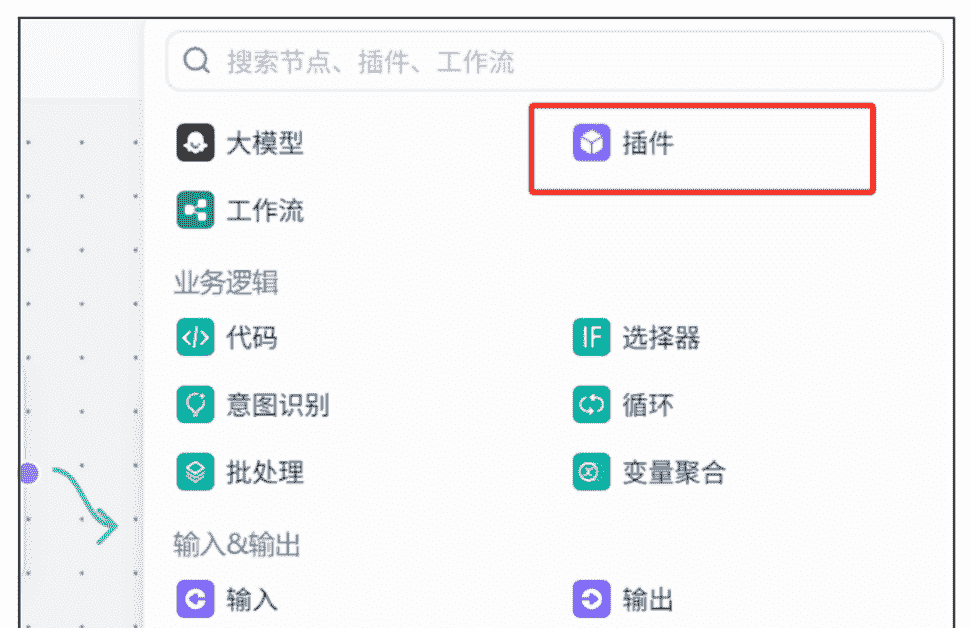 搜索节点、插件、工作流
大模型
插件
工作流
业务逻辑
代码
IF 选择器
意图识别
循环
批处理
变量聚合
输入&输出
输入
输出